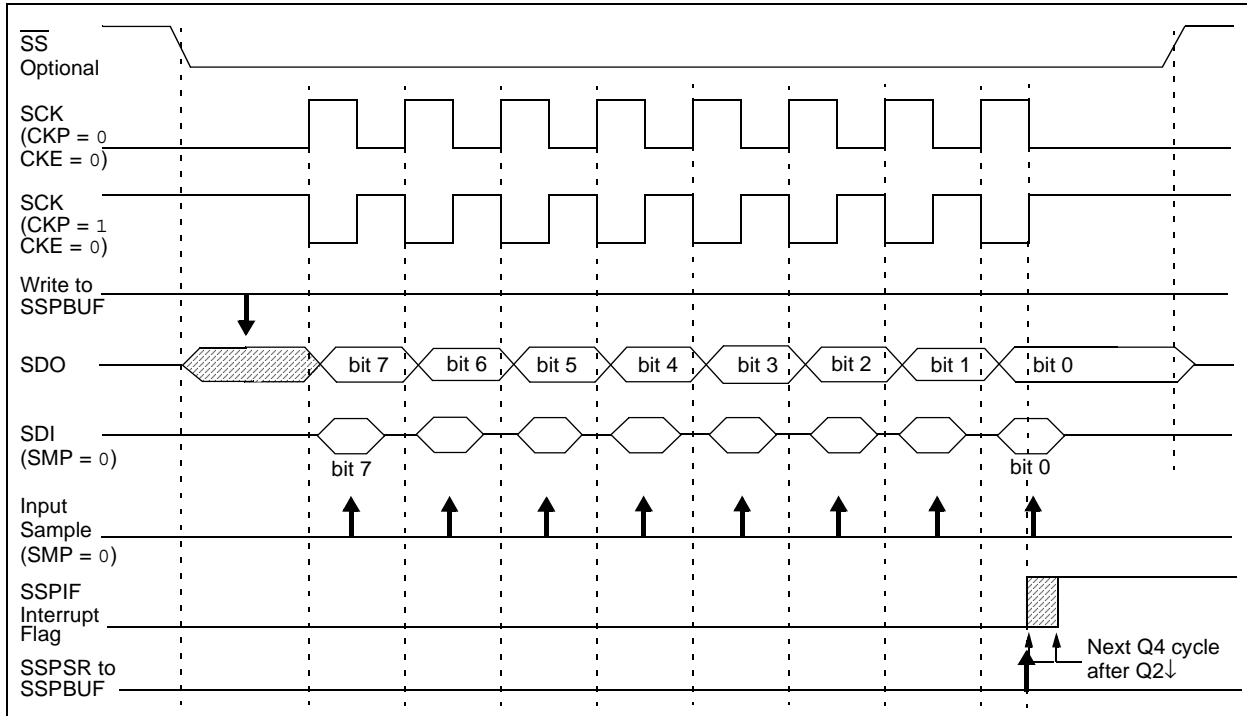 SS
Optional
SCK
(CKP = 0
CKE = 0)
SCK
(CKP = 1
CKE = 0)
Write to
SSPBUF
SDO
bit 7
bit 6
bit 5
bit 4
bit 3
bit 2
bit 1
bit 0
SDI
(SMP = 0)
bit 7
bit 0
Input
Sample
(SMP = 0)
SSPIF
Interrupt
Flag
Next Q4 cycle
after Q2↓
SSPSR to
SSPBUF